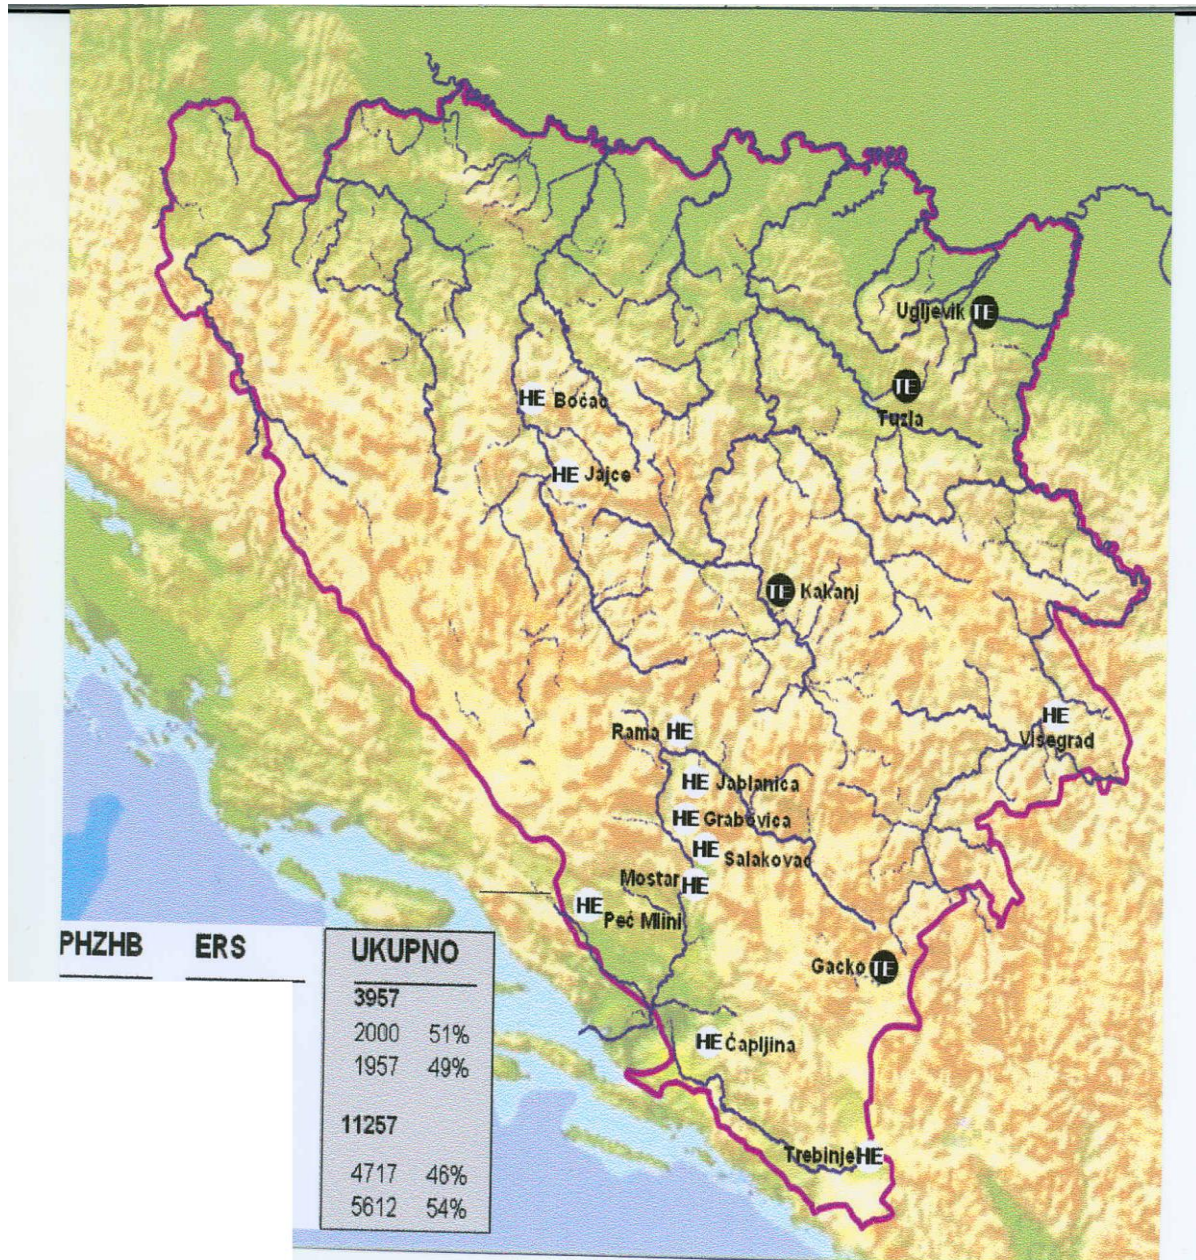 Ugljevik TE
TE
Tuzla
HE Bočac
HE Jajce
TE Kakanj
HE
Višegrad
Rama HE
HE Jablanica
HE Grabovica
HE
Salakovac
Mostar HE
HE Peć Mlini
Gacko TE
HE Čapljina
Trebinje HE
PHZHB ERS UKUPNO
3957
2000 51%
1957 49%
11257
4717 46%
5612 54%